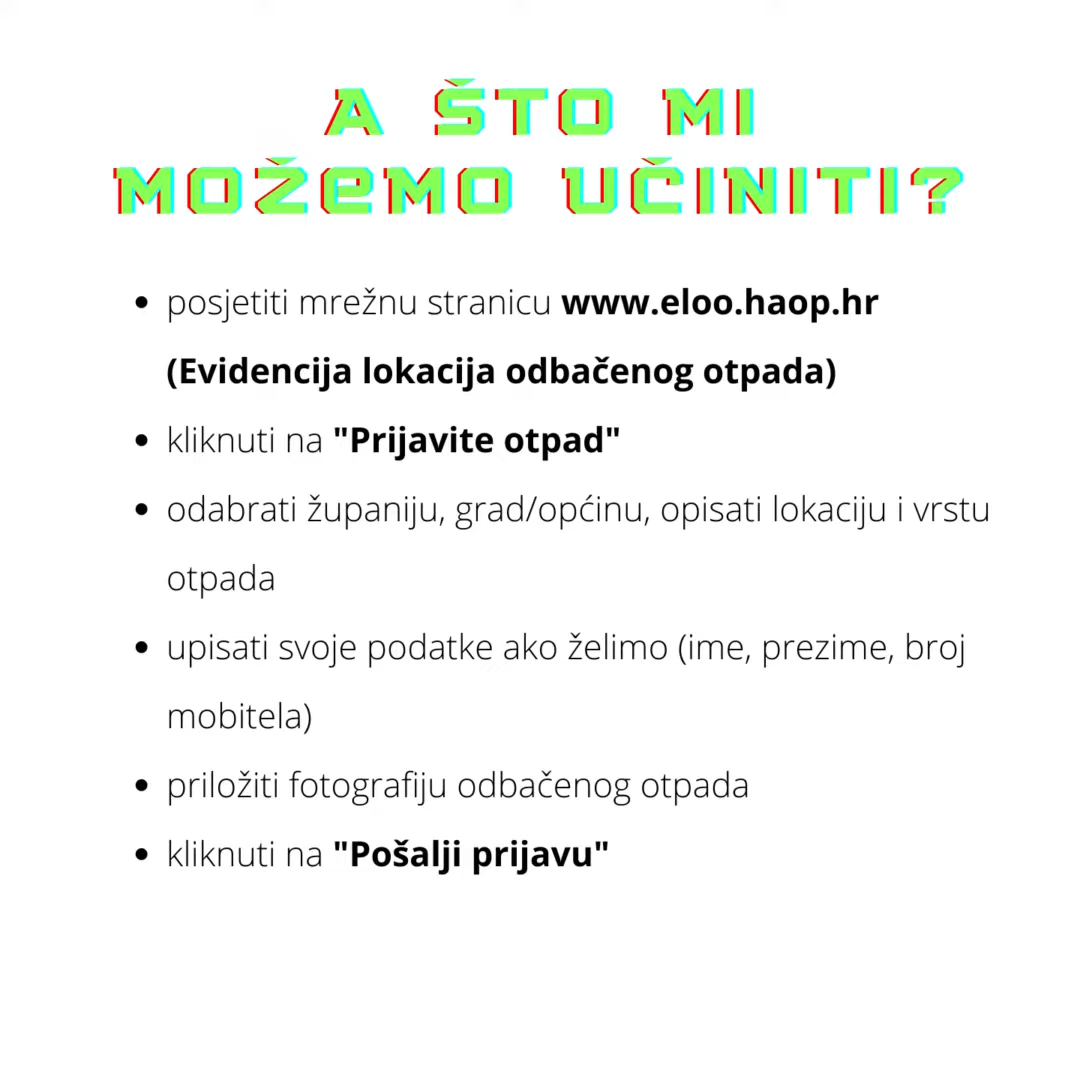 A ŠTO MI
MOŽEMO UČINITI?
• posjetiti mrežnu stranicu www.eloo.haop.hr
(Evidencija lokacija odbačenog otpada)
• kliknuti na "Prijavite otpad"
• odabrati županiju, grad/općinu, opisati lokaciju i vrstu
otpada
• upisati svoje podatke ako želimo (ime, prezime, broj
mobitela)
• priložiti fotografiju odbačenog otpada
• kliknuti na "Pošalji prijavu"